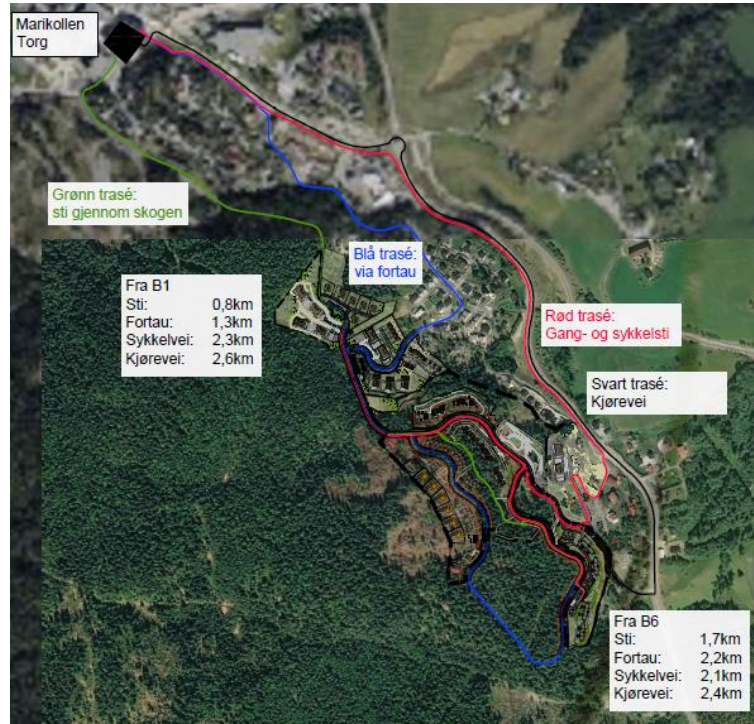 Marikollen
Torg
Grønn trasé:
sti gjennom skogen
Blå trasé:
via fortau
Fra B1
Sti: 0,8km
Fortau: 1,3km
Sykkelvei: 2,3km
Kjørevei: 2,6km
Rød trasé:
Gang- og sykkelsti
Svart trasé:
Kjørevei
Fra B6
Sti: 1,7km
Fortau: 2,2km
Sykkelvei: 2,1km
Kjørevei: 2,4km